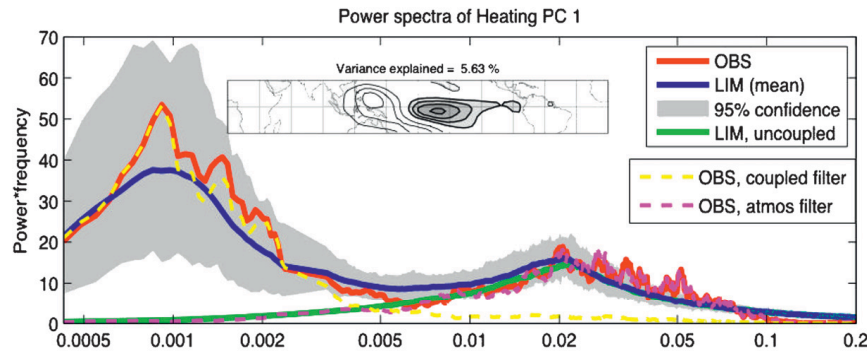 Power spectra of Heating PC 1
70
60
50
40
30
20
10
0
Power*frequency
Variance explained = 5.63 %
OBS
LIM (mean)
95% confidence
LIM, uncoupled
OBS, coupled filter
OBS, atmos filter
0.0005 0.001 0.002 0.005 0.01 0.02 0.05 0.1 0.2